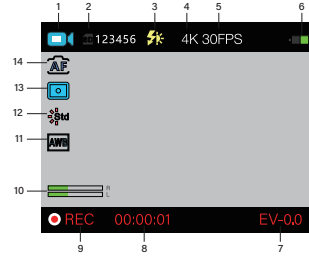 1 2 3 4 5 6
123456 4K 30FPS
14 AF
13
12 Std
11 AWB
10 R
L
REC 00:00:01 EV-0.0
9 8 7